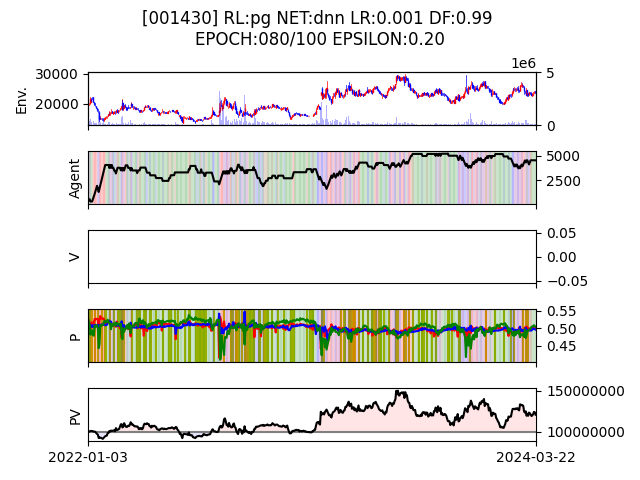 [001430] RL:pg NET:dnn LR:0.001 DF:0.99
EPOCH:080/100 EPSILON:0.20
1e6
30000
20000
Env.
5
0
Agent
5000
2500
V
0.05
0.00
−0.05
P
0.55
0.50
0.45
PV
150000000
100000000
2022-01-03
2024-03-22